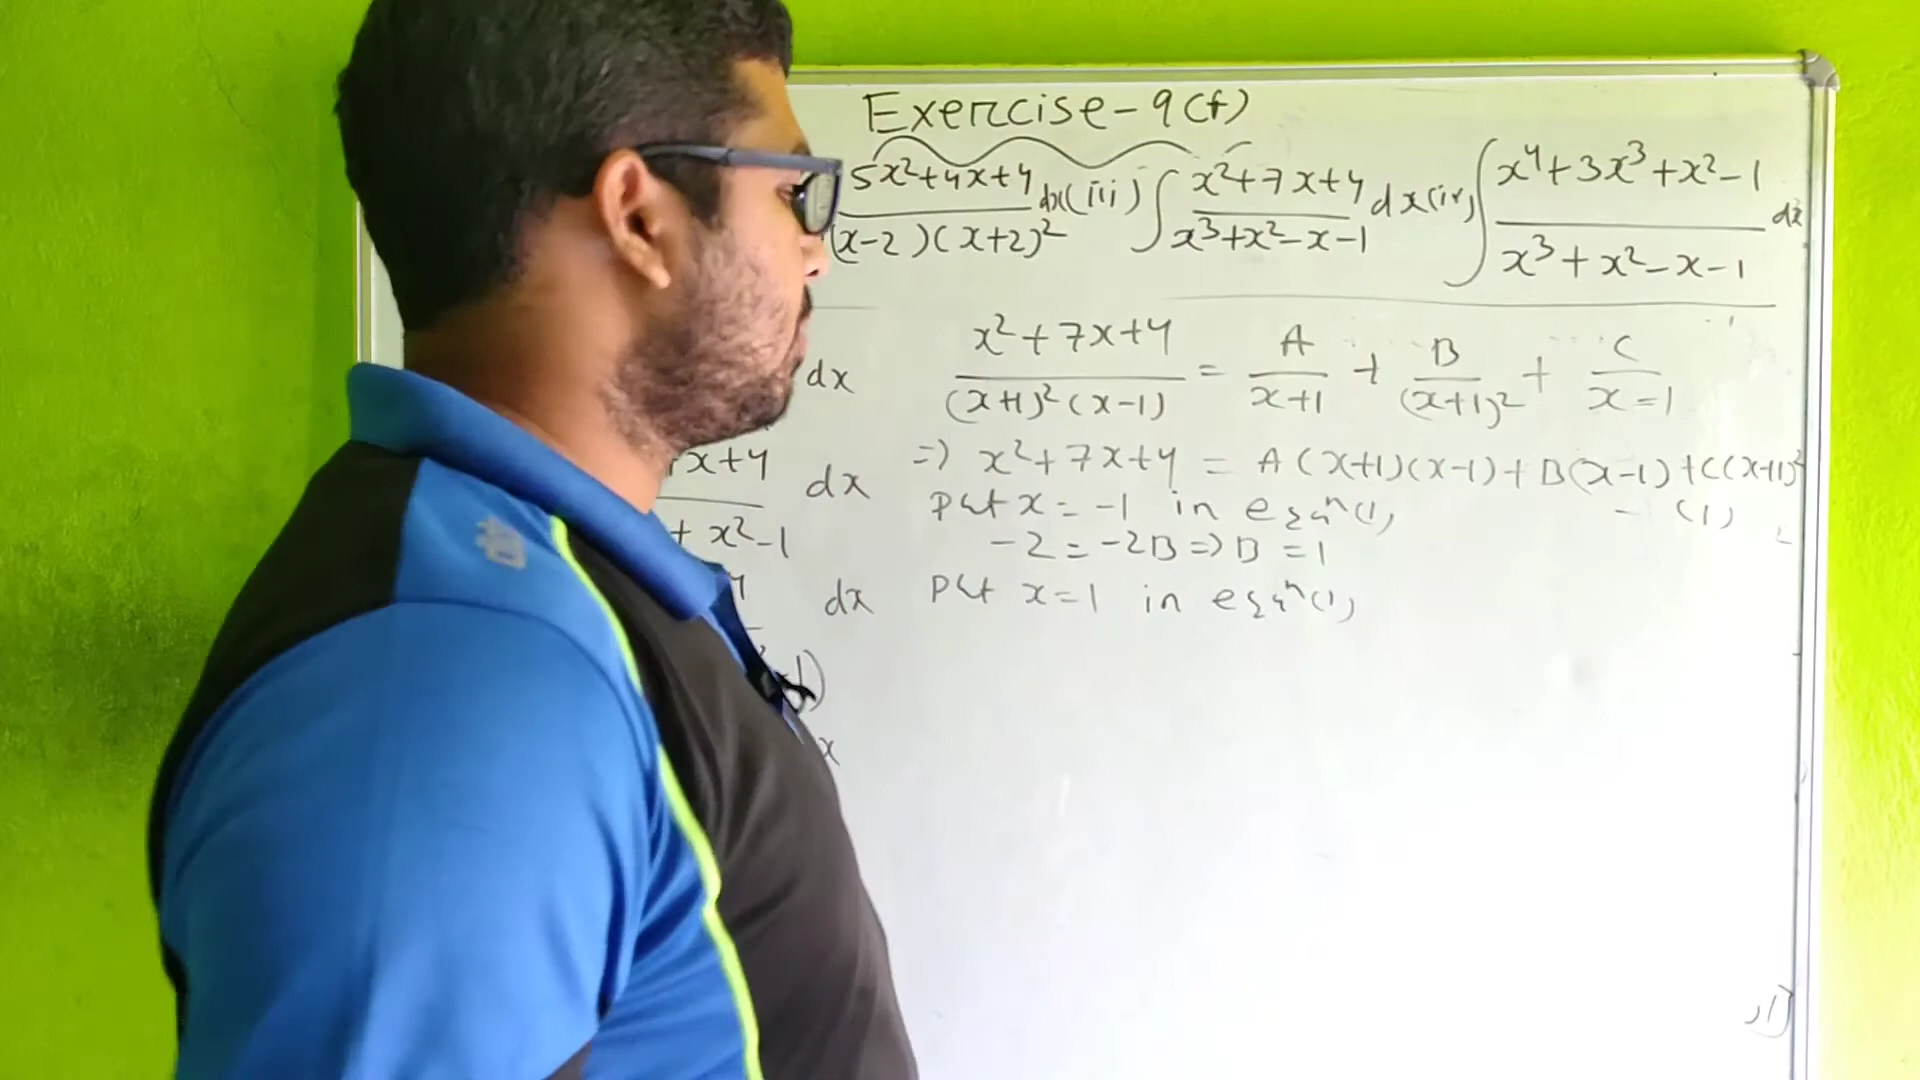 Exercise-9(f)
5x²+4x+4/(x-2)(x+2)² dx (iii) ∫ x²+7x+4/x³+x²-x-1 dx (iv) ∫ x⁴+3x³+x²-1/x³+x²-x-1 dx
dx x²+7x+4/(x+1)²(x-1) = A/x+1 + B/(x+1)² + C/x-1
x+4/+x²-1 dx => x²+7x+4 = A(x+1)(x-1)+B(x-1)+C(x+1)²
Put x = -1 in eqn(1) - (1)
-2 = -2B => B = 1
dx Put x=1 in eqn(1)
x